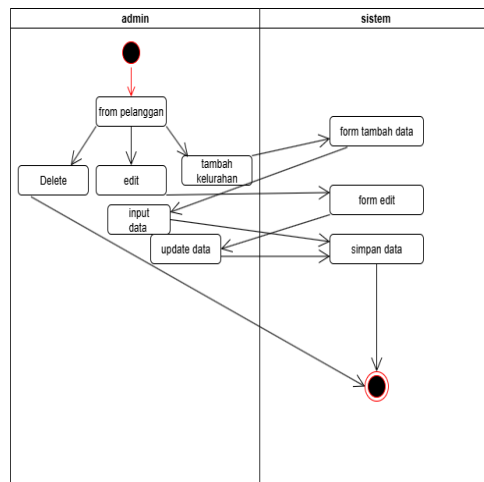 admin
sistem
from pelanggan
form tambah data
tambah
kelurahan
Delete
edit
form edit
input
data
update data
simpan data